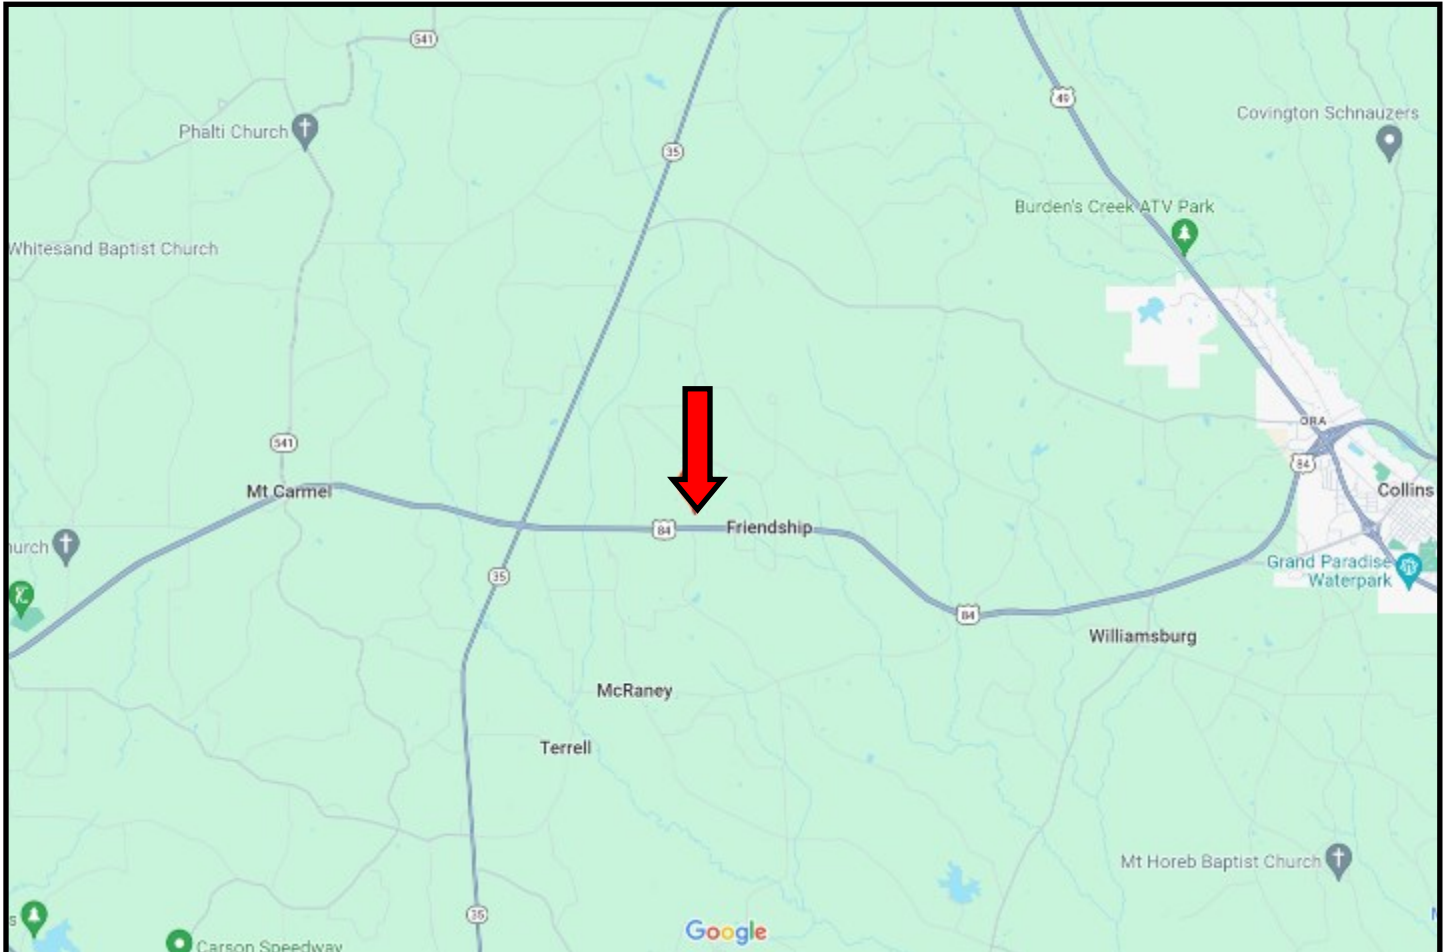 541
49
Covington Schnauzers
Phalti Church
35
Burden's Creek ATV Park
Whitesand Baptist Church
ORA
541
84
Mt Carmel
Collins
84
Friendship
Grand Paradise
Waterpark
35
84
Williamsburg
McRaney
Terrell
Mt Horeb Baptist Church
35
Google
Carson Speedway